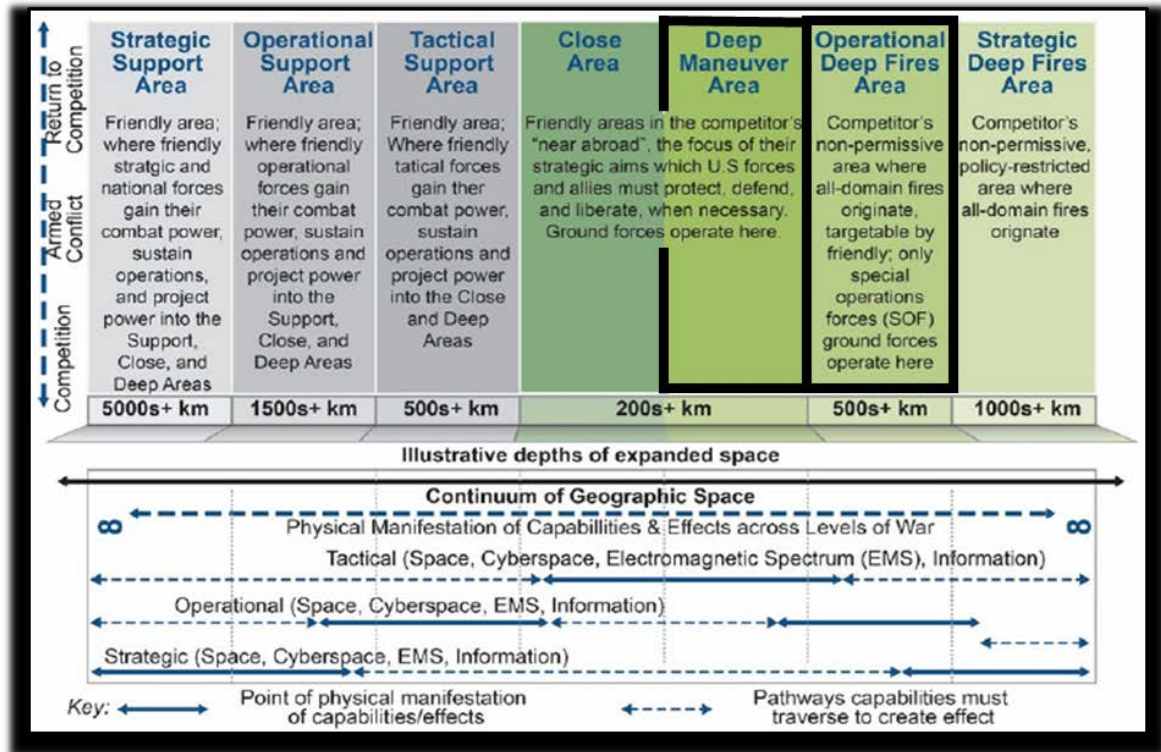 Return to
Competition
Armed
Conflict
Competition
Strategic
Support
Area
Friendly area;
where friendly
stratgic and
national forces
gain their
combat power,
sustain
operations,
and project
power into the
Support,
Close, and
Deep Areas
5000s+ km
Operational
Support
Area
Friendly area;
where friendly
operational
forces gain
their combat
power, sustain
operations and
project power
into the
Support,
Close, and
Deep Areas
1500s+ km
Tactical
Support
Area
Friendly area;
Where friendly
tatical forces
gain ther
combat power,
sustain
operations and
project power
into the Close
and Deep
Areas
500s+ km
Close
Area
Deep
Maneuver
Area
Friendly areas in the competitor's
"near abroad", the focus of their
strategic aims which U.S forces
and allies must protect, defend,
and liberate, when necessary.
Ground forces operate here.
200s+ km
Operational
Deep Fires
Area
Competitor's
non-permissive
area where
all-domain fires
originate,
targetable by
friendly; only
special
operations
forces (SOF)
ground forces
operate here
500s+ km
Strategic
Deep Fires
Area
Competitor's
non-permissive,
policy-restricted
area where
all-domain fires
orignate
1000s+ km
Illustrative depths of expanded space
Continuum of Geographic Space
8 8
Physical Manifestation of Capabillities & Effects across Levels of War
Tactical (Space, Cyberspace, Electromagnetic Spectrum (EMS), Information)
Operational (Space, Cyberspace, EMS, Information)
Strategic (Space, Cyberspace, EMS, Information)
Key:
Point of physical manifestation
of capabilities/effects
Pathways capabilities must
traverse to create effect